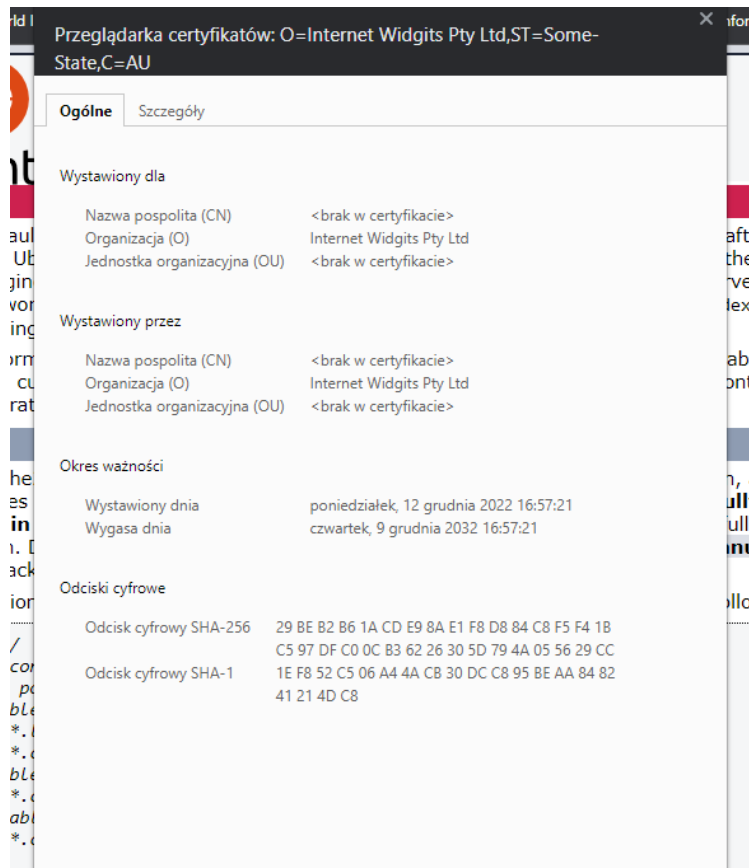 Przeglądarka certyfikatów: O=Internet Widgits Pty Ltd,ST=Some-
State,C=AU
Ogólne Szczegóły
Wystawiony dla
Nazwa pospolita (CN) <brak w certyfikacie>
Organizacja (O) Internet Widgits Pty Ltd
Jednostka organizacyjna (OU) <brak w certyfikacie>
Wystawiony przez
Nazwa pospolita (CN) <brak w certyfikacie>
Organizacja (O) Internet Widgits Pty Ltd
Jednostka organizacyjna (OU) <brak w certyfikacie>
Okres ważności
Wystawiony dnia poniedziałek, 12 grudnia 2022 16:57:21
Wygasa dnia czwartek, 9 grudnia 2032 16:57:21
Odciski cyfrowe
Odcisk cyfrowy SHA-256 29 BE B2 B6 1A CD E9 8A E1 F8 D8 84 C8 F5 F4 1B
C5 97 DF C0 0C B3 62 26 30 5D 79 4A 05 56 29 CC
Odcisk cyfrowy SHA-1 1E F8 52 C5 06 A4 4A CB 30 DC C8 95 BE AA 84 82
41 21 4D C8